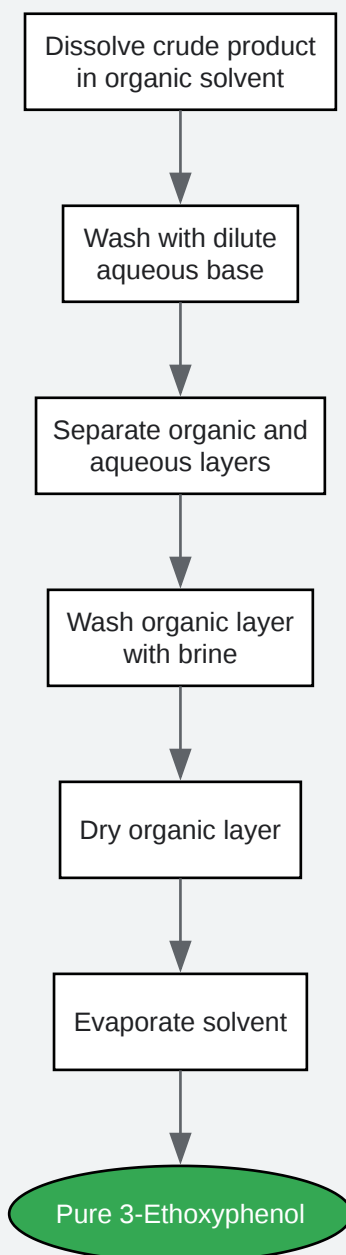 Dissolve crude product
in organic solvent
Wash with dilute
aqueous base
Separate organic and
aqueous layers
Wash organic layer
with brine
Dry organic layer
Evaporate solvent
Pure 3-Ethoxyphenol